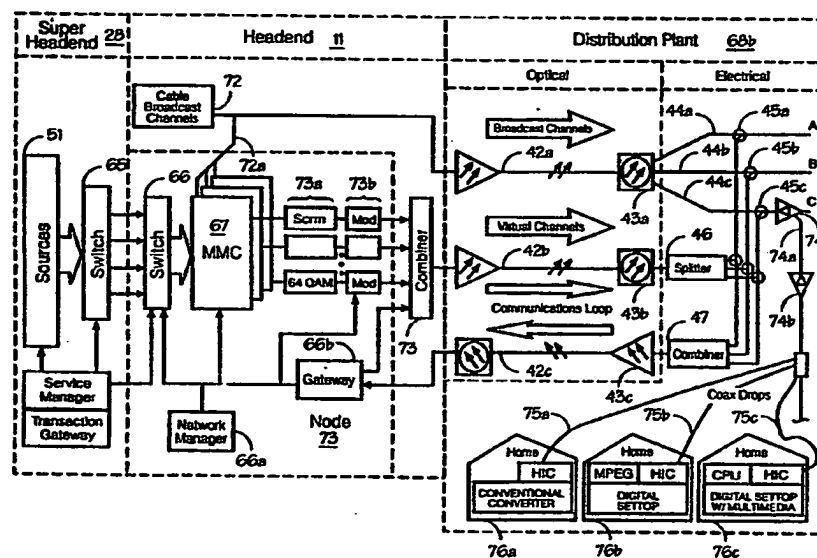 Super Headend 28
Headend 11
Distribution Plant 68b
Optical
Electrical
72
Cable Broadcast Channels
72a
51
Sources
65
Switch
66
Switch
67
MMC
73a
73b
Scrm
Mod
64 QAM
Mod
Combiner
73
66b
Gateway
Node 73
Network Manager
66a
Service Manager
Transaction Gateway
Broadcast Channels
42a
43a
44a
44b
44c
45a
45b
45c
A
B
C
Virtual Channels
42b
43b
46
Splitter
74a
74b
Communications Loop
42c
43c
47
Combiner
Coax Drops
75a
75b
75c
Home
HIC
CONVENTIONAL CONVERTER
76a
Home
MPEG
HIC
DIGITAL SETTOP
76b
Home
CPU
HIC
DIGITAL SETTOP W/ MULTIMEDIA
76c